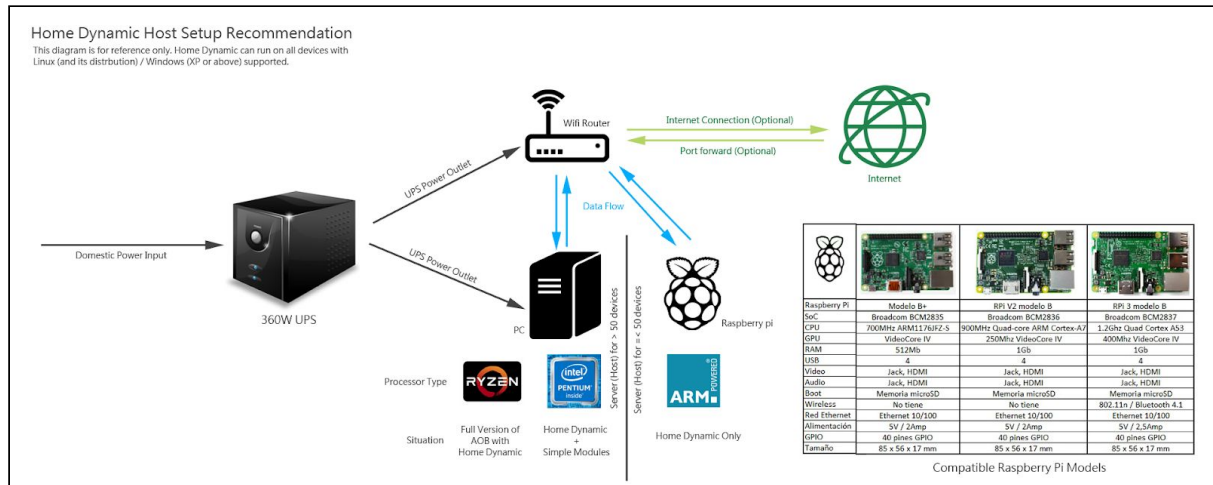 Home Dynamic Host Setup Recommendation
This diagram is for reference only. Home Dynamic can run on all devices with
Linux (and its distrbution) / Windows (XP or above) supported.
Wifi Router
Internet Connection (Optional)
Port forward (Optional)
Internet
UPS Power Outlet
Data Flow
Domestic Power Input
UPS Power Outlet
360W UPS
PC
Server (Host) for > 50 devices
Server (Host) for = < 50 devices
Raspberry pi
Processor Type
RYZEN
intel
PENTIUM
inside
ARM
POWERED
Situation
Full Version of
AOB with
Home Dynamic
Home Dynamic
+
Simple Modules
Home Dynamic Only
Raspberry Pi Modelo B+ RPi V2 modelo B RPi 3 modelo B
SoC Broadcom BCM2835 Broadcom BCM2836 Broadcom BCM2837
CPU 700MHz ARM1176JFZ-S 900MHz Quad-core ARM Cortex-A7 1.2Ghz Quad Cortex A53
GPU VideoCore IV 250Mhz VideoCore IV 400Mhz VideoCore IV
RAM 512Mb 1Gb 1Gb
USB 4 4 4
Video Jack, HDMI Jack, HDMI Jack, HDMI
Audio Jack, HDMI Jack, HDMI Jack, HDMI
Boot Memoria microSD Memoria microSD Memoria microSD
Wireless No tiene No tiene 802.11n / Bluetooth 4.1
Red Ethernet Ethernet 10/100 Ethernet 10/100 Ethernet 10/100
Alimentación 5V / 2Amp 5V / 2Amp 5V / 2,5Amp
GPIO 40 pines GPIO 40 pines GPIO 40 pines GPIO
Tamaño 85 x 56 x 17 mm 85 x 56 x 17 mm 85 x 56 x 17 mm
Compatible Raspberry Pi Models